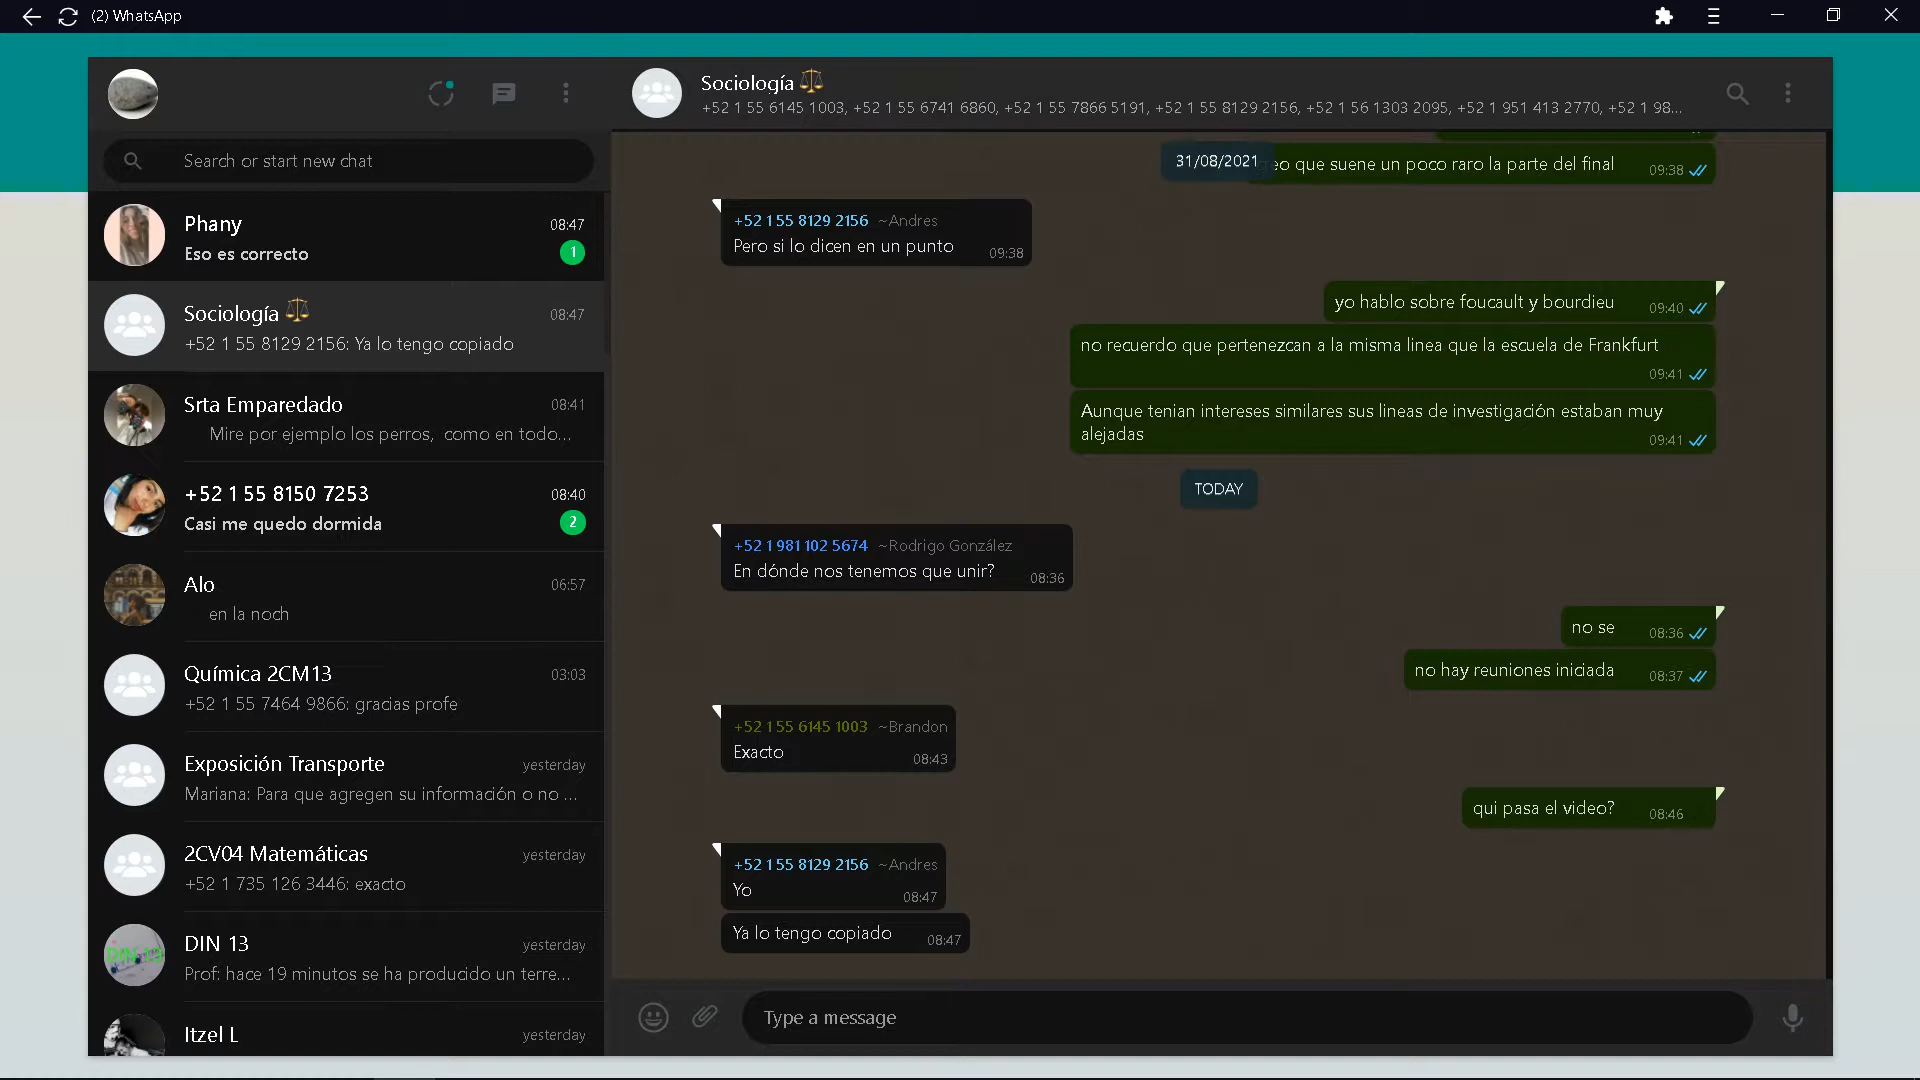 (2) WhatsApp
Search or start new chat
Phany 08:47
Eso es correcto 1
Sociología ⚖ 08:47
+52 1 55 8129 2156: Ya lo tengo copiado
Srta Emparedado 08:41
Mire por ejemplo los perros, como en todo...
+52 1 55 8150 7253 08:40
Casi me quedo dormida 2
Alo 06:57
en la noch
Química 2CM13 03:03
+52 1 55 7464 9866: gracias profe
Exposición Transporte yesterday
Mariana: Para que agregen su información o no ...
2CV04 Matemáticas yesterday
+52 1 735 126 3446: exacto
DIN 13 yesterday
Prof: hace 19 minutos se ha producido un terre...
Itzel L yesterday
Sociología ⚖
+52 1 55 6145 1003, +52 1 55 6741 6860, +52 1 55 7866 5191, +52 1 55 8129 2156, +52 1 56 1303 2095, +52 1 951 413 2770, +52 1 98...
31/08/2021
que suene un poco raro la parte del final 09:38
+52 1 55 8129 2156 ~Andres
Pero si lo dicen en un punto 09:38
yo hablo sobre foucault y bourdieu 09:40
no recuerdo que pertenezcan a la misma linea que la escuela de Frankfurt
09:41
Aunque tenian intereses similares sus lineas de investigación estaban muy
alejadas 09:41
TODAY
+52 1 981 102 5674 ~Rodrigo González
En dónde nos tenemos que unir? 08:36
no se 08:36
no hay reuniones iniciada 08:37
+52 1 55 6145 1003 ~Brandon
Exacto 08:43
qui pasa el video? 08:46
+52 1 55 8129 2156 ~Andres
Yo 08:47
Ya lo tengo copiado 08:47
Type a message